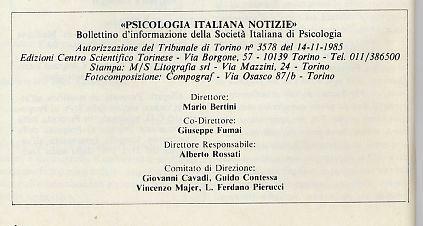 «PSICOLOGIA ITALIANA NOTIZIE»
Bollettino d'informazione della Società Italiana di Psicologia
Autorizzazione del Tribunale di Torino nº 3578 del 14-11-1985
Edizioni Centro Scientifico Torinese - Via Borgone, 57 - 10139 Torino - Tel. 011/386500
Stampa: M/S Litografia srl - Via Mazzini, 24 - Torino
Fotocomposizione: Compograf - Via Osasco 87/b - Torino
Direttore:
Mario Bertini
Co-Direttore:
Giuseppe Fumai
Direttore Responsabile:
Alberto Rossati
Comitato di Direzione:
Giovanni Cavadi, Guido Contessa
Vincenzo Majer, L. Ferdano Pierucci